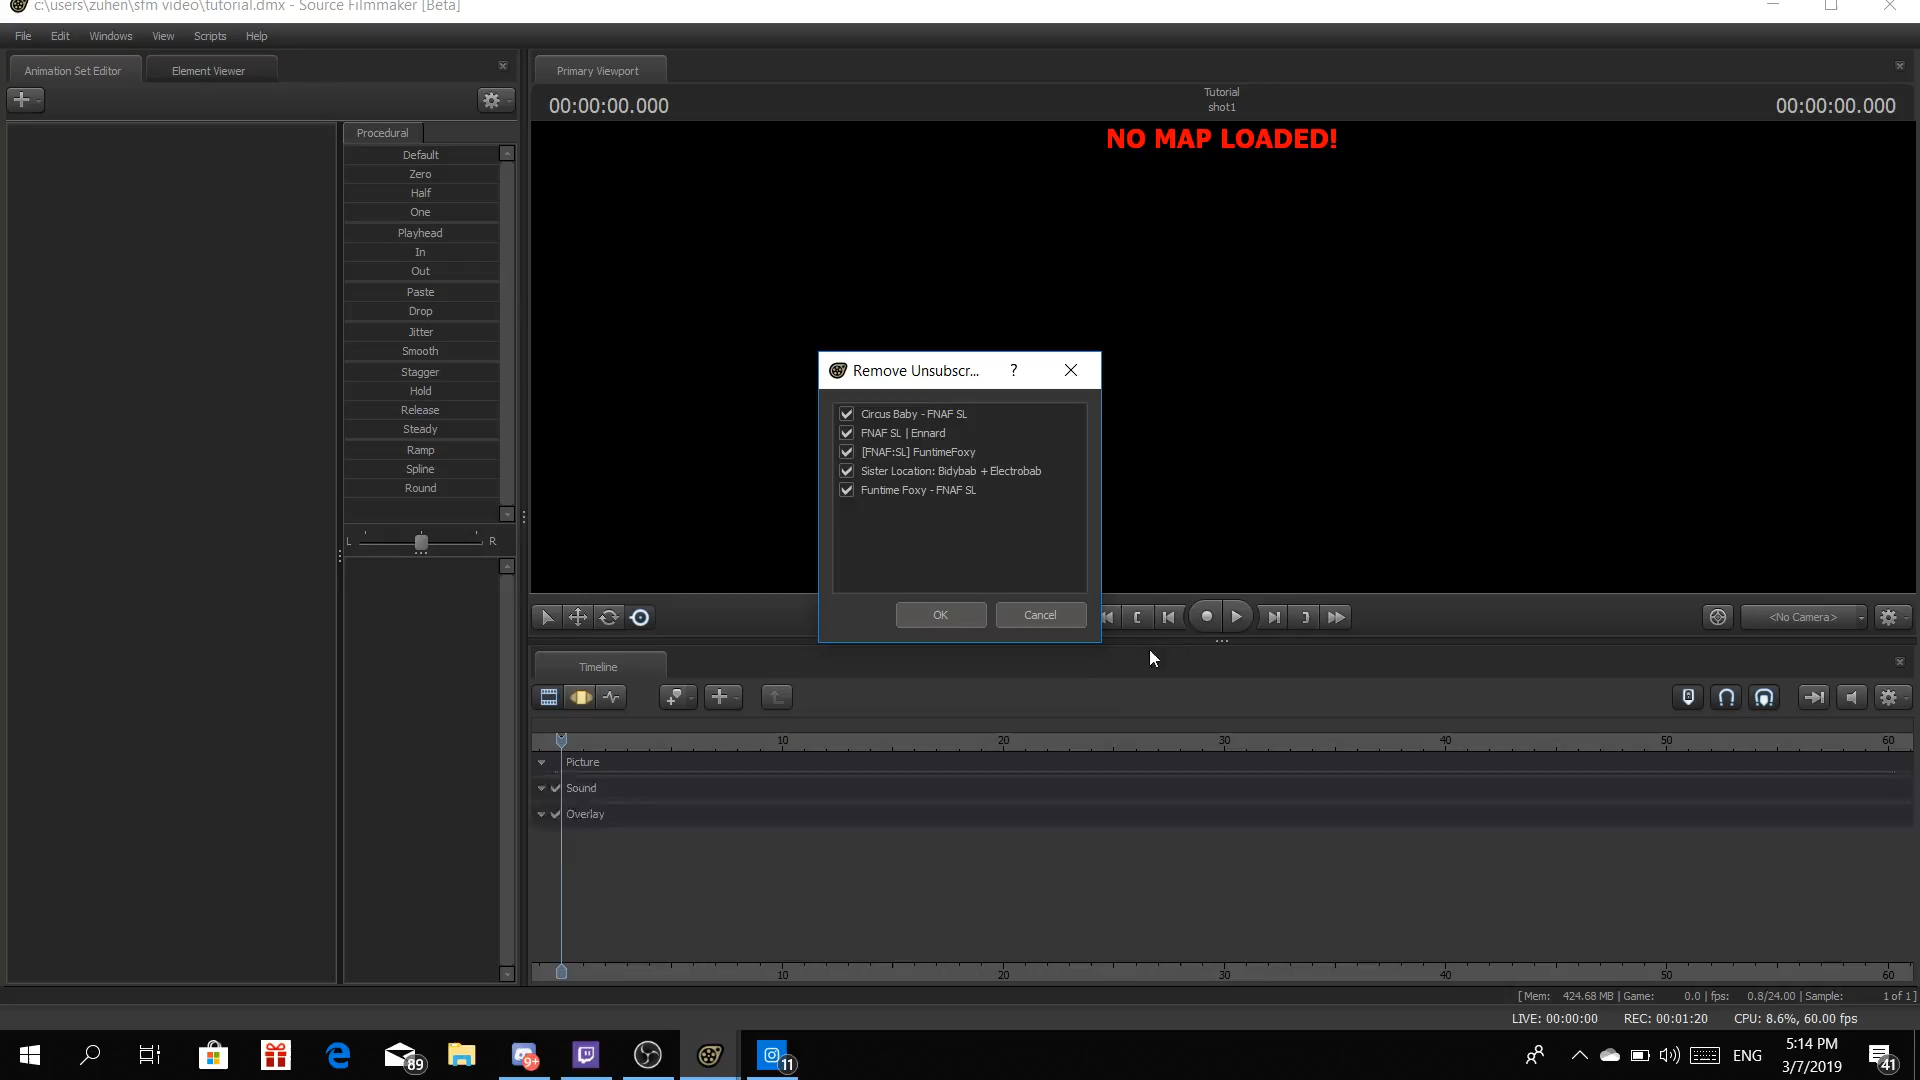 c:\users\zuhen\sfm video\tutorial.dmx - Source Filmmaker [Beta]
File Edit Windows View Scripts Help
Animation Set Editor Element Viewer
Primary Viewport
00:00:00.000
Tutorial
shot1
00:00:00.000
NO MAP LOADED!
Procedural
Default
Zero
Half
One
Playhead
In
Out
Paste
Drop
Jitter
Smooth
Stagger
Hold
Release
Steady
Ramp
Spline
Round
L R
Remove Unsubscr... ?
Circus Baby - FNAF SL
FNAF SL | Ennard
[FNAF:SL] FuntimeFoxy
Sister Location: Bidybab + Electrobab
Funtime Foxy - FNAF SL
OK Cancel
<No Camera>
Timeline
10 20 30 40 50 60
Picture
Sound
Overlay
10 20 30 40 50 60
[ Mem: 424.68 MB | Game: 0.0 | fps: 0.8/24.00 | Sample: 1 of 1 ]
LIVE: 00:00:00 REC: 00:01:20 CPU: 8.6%, 60.00 fps
89 9+ 11 ENG 5:14 PM 41
3/7/2019